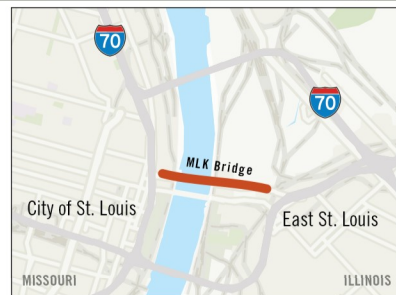 70
70
MLK Bridge
City of St. Louis
East St. Louis
MISSOURI
ILLINOIS